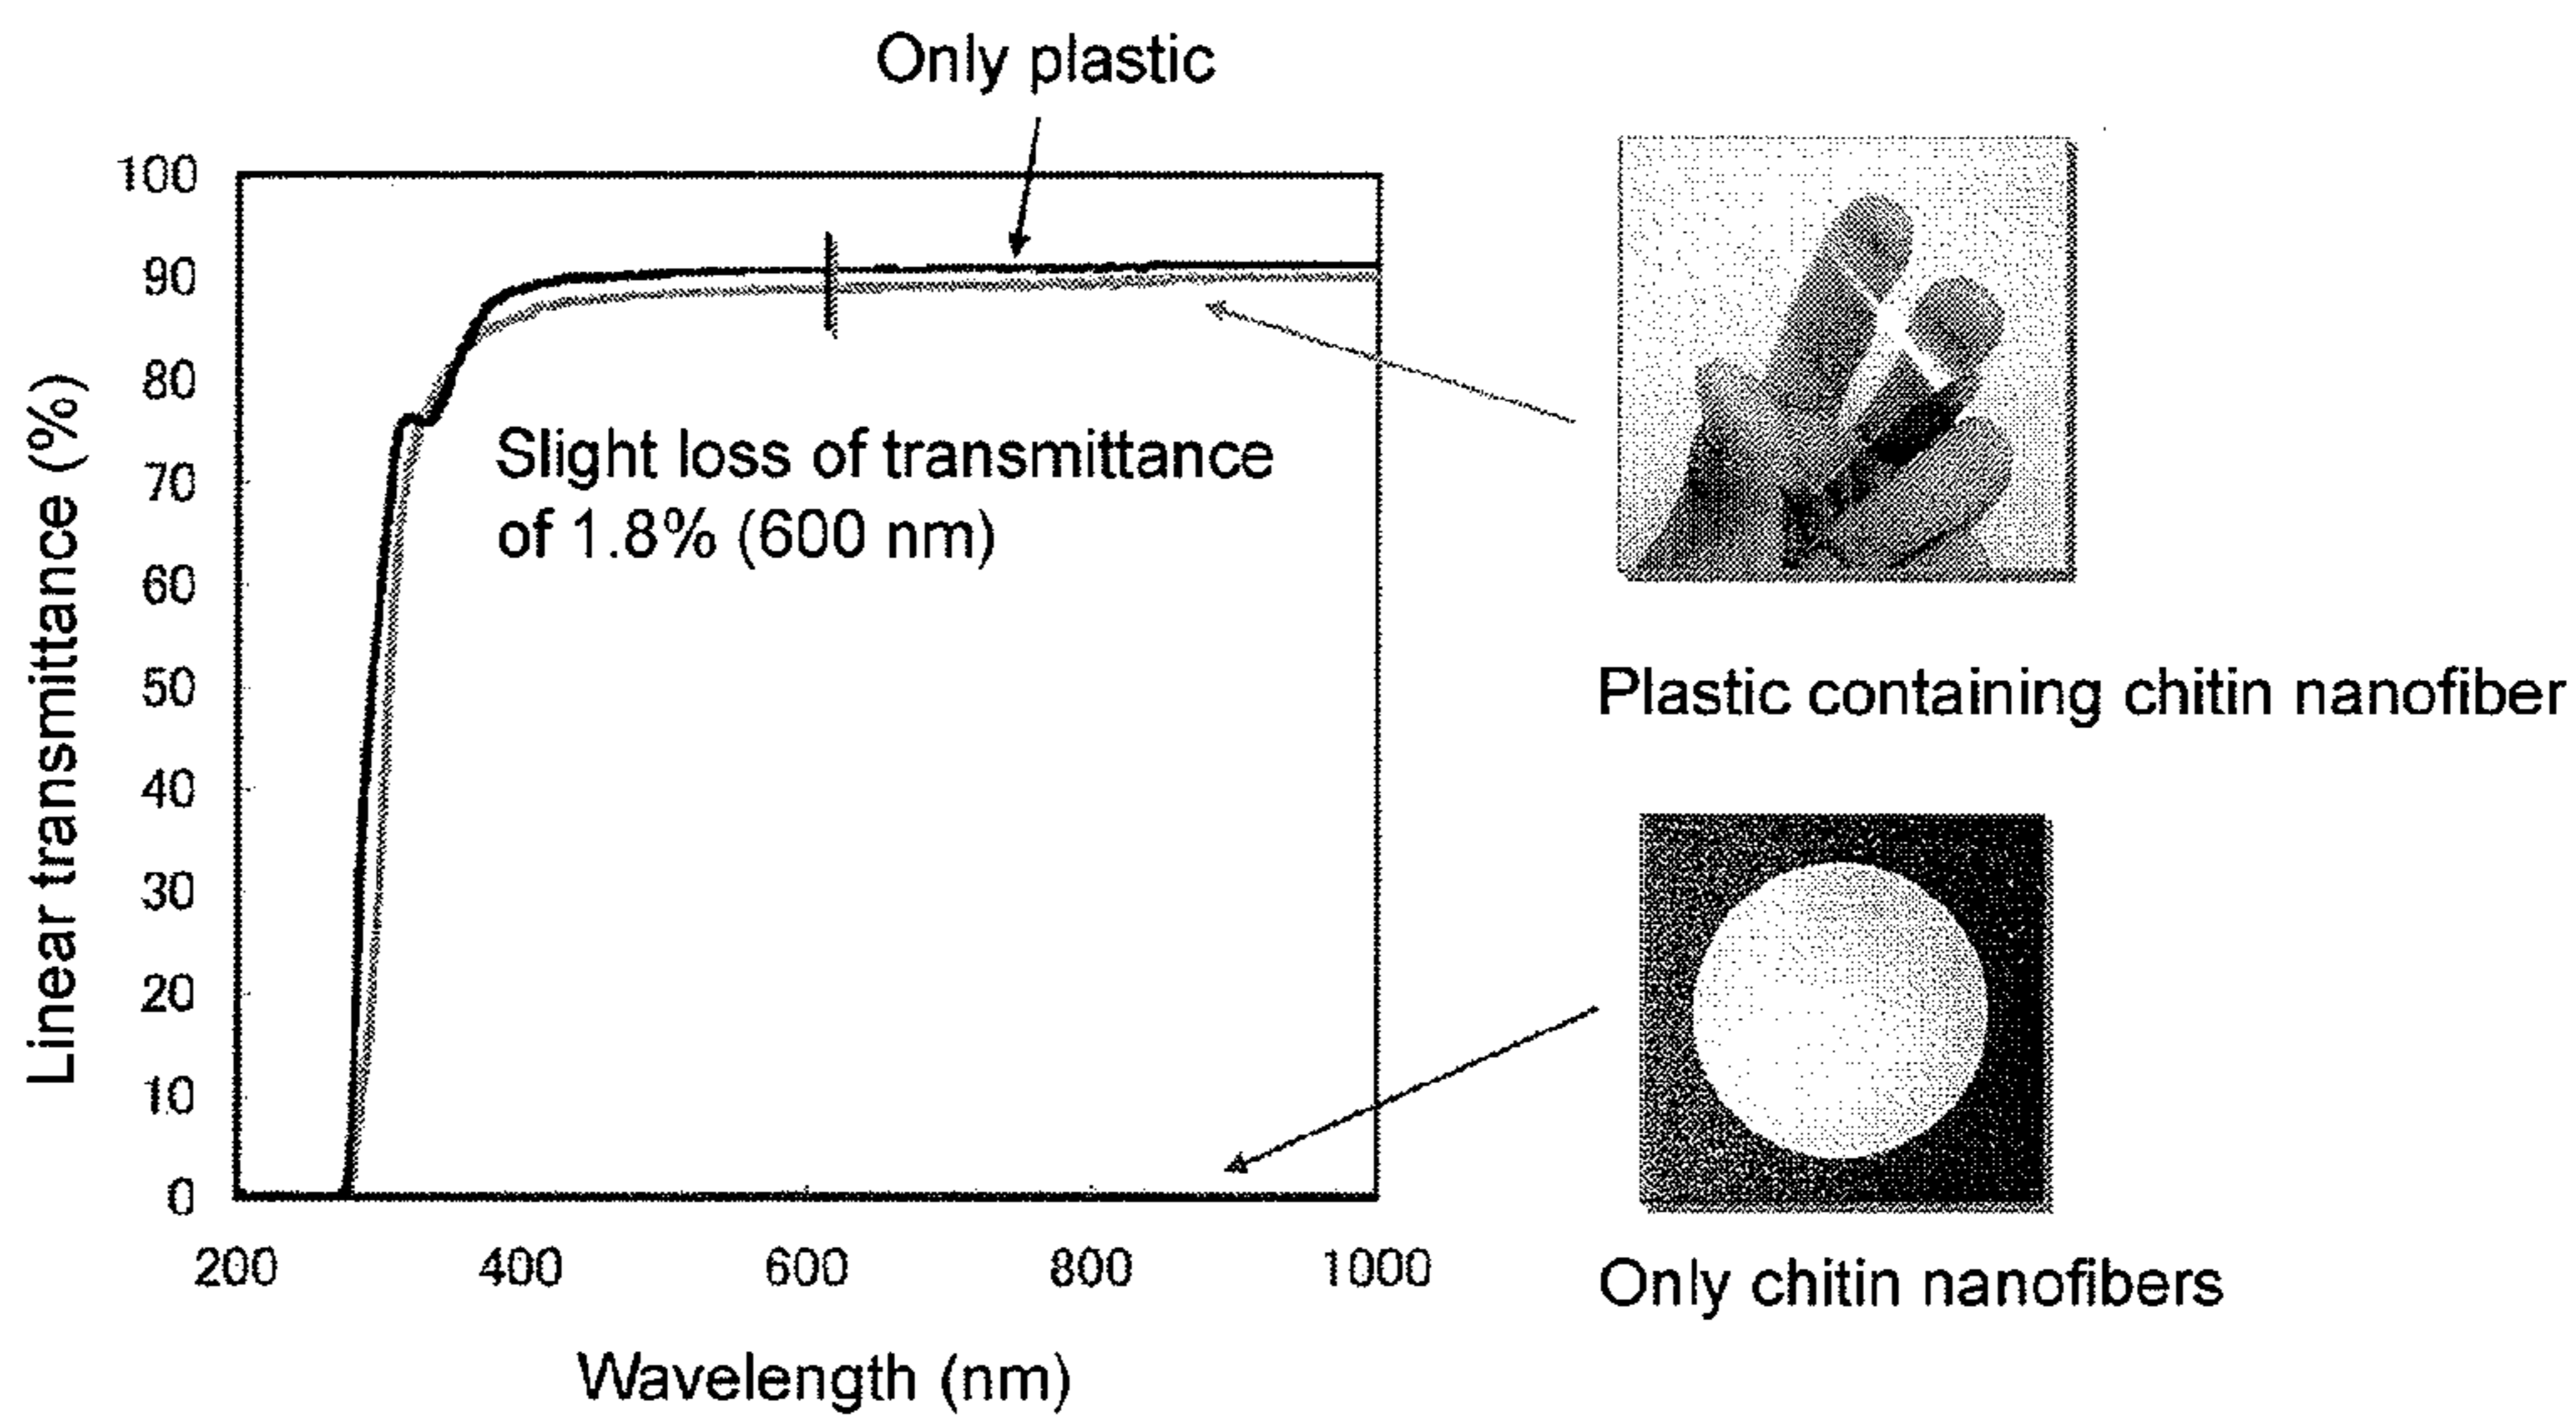 Only plastic
100
90
80
70
60
50
40
30
20
10
0
Linear transmittance (%)
Slight loss of transmittance
of 1.8% (600 nm)
200 400 600 800 1000
Wavelength (nm)
Plastic containing chitin nanofiber
Only chitin nanofibers